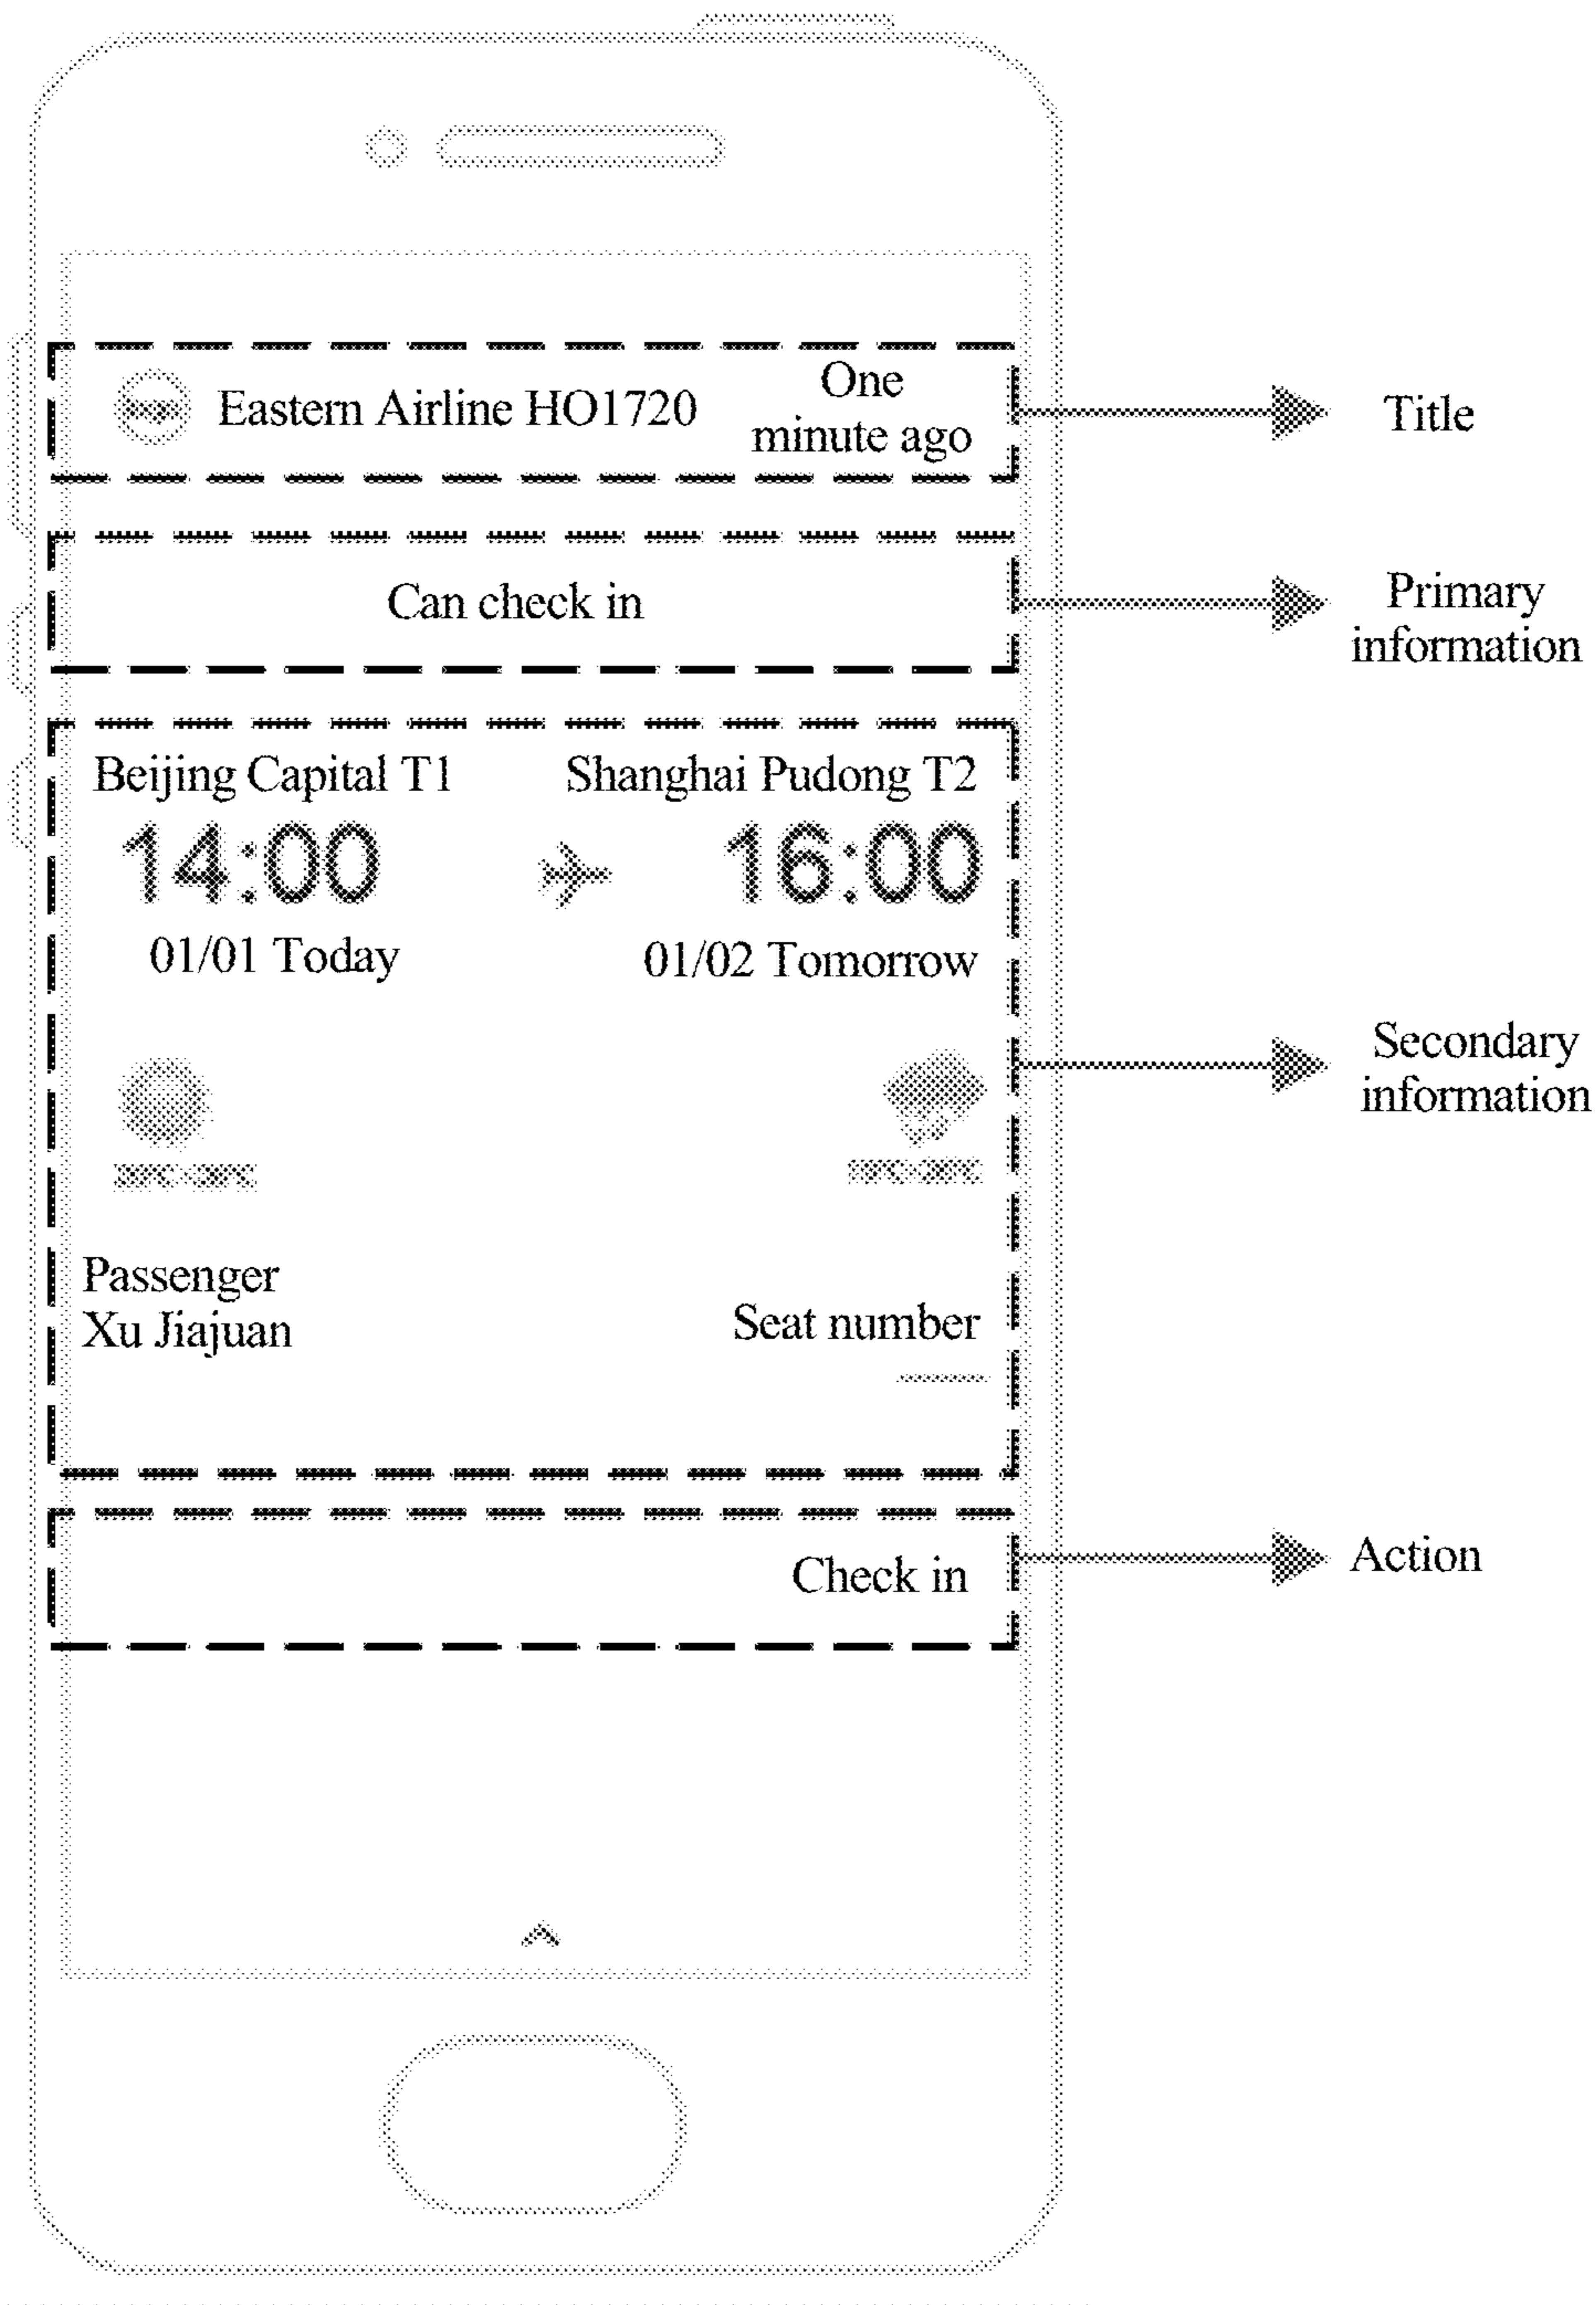 Eastern Airline HO1720
One
minute ago
Title
Can check in
Primary
information
Beijing Capital T1
Shanghai Pudong T2
14:00
16:00
01/01 Today
01/02 Tomorrow
Secondary
information
Passenger
Xu Jiajuan
Seat number
Check in
Action